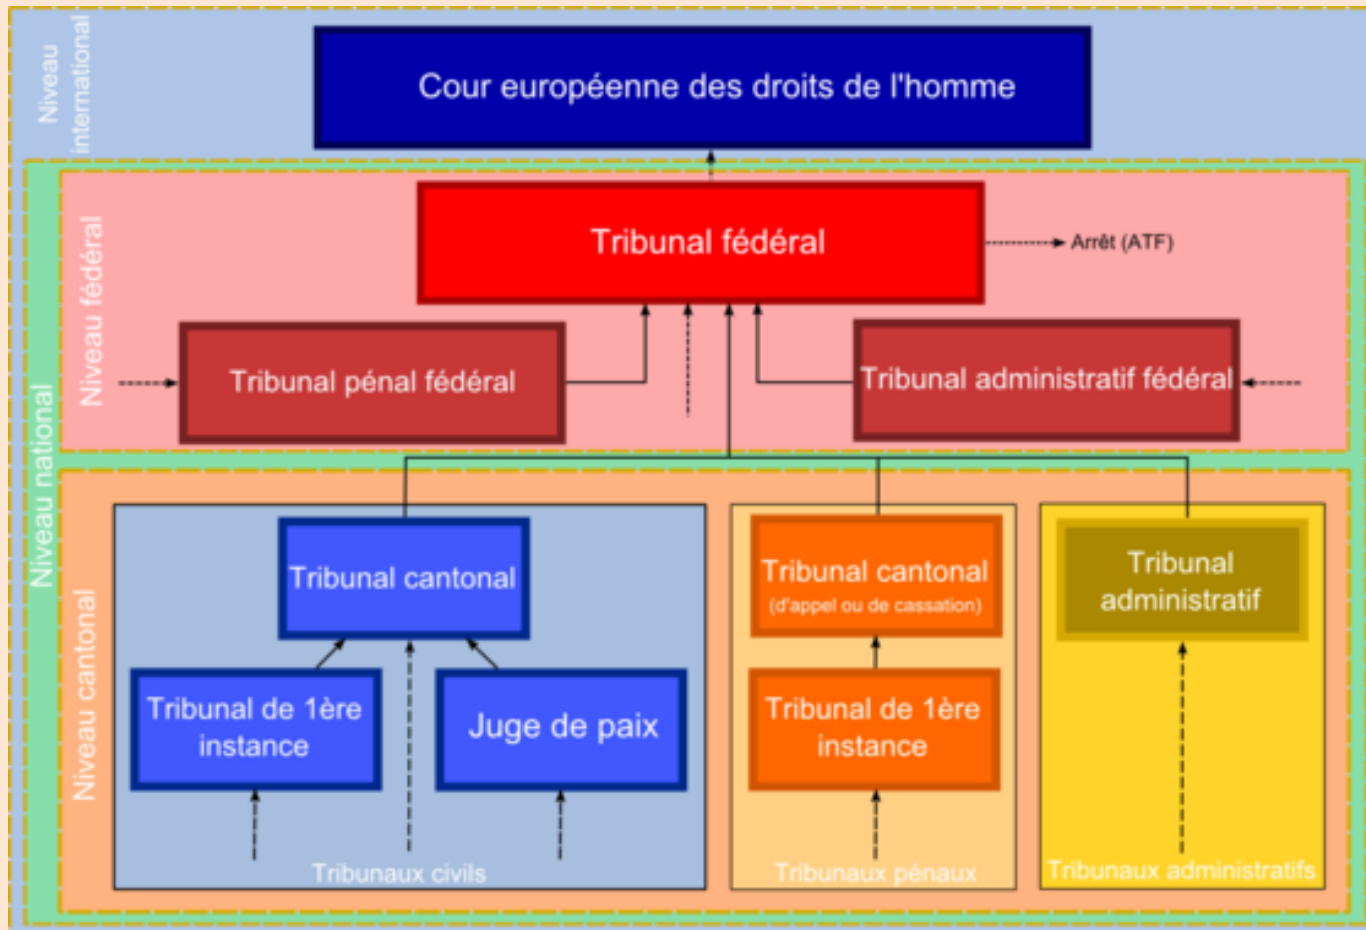 Niveau
international
Cour européenne des droits de l'homme
Niveau national
Niveau fédéral
Tribunal fédéral
Arrêt (ATF)
Tribunal pénal fédéral
Tribunal administratif fédéral
Niveau cantonal
Tribunal cantonal
Tribunal de 1ère
instance
Juge de paix
Tribunaux civils
Tribunal cantonal
(d'appel ou de cassation)
Tribunal de 1ère
instance
Tribunaux pénaux
Tribunal
administratif
Tribunaux administratifs